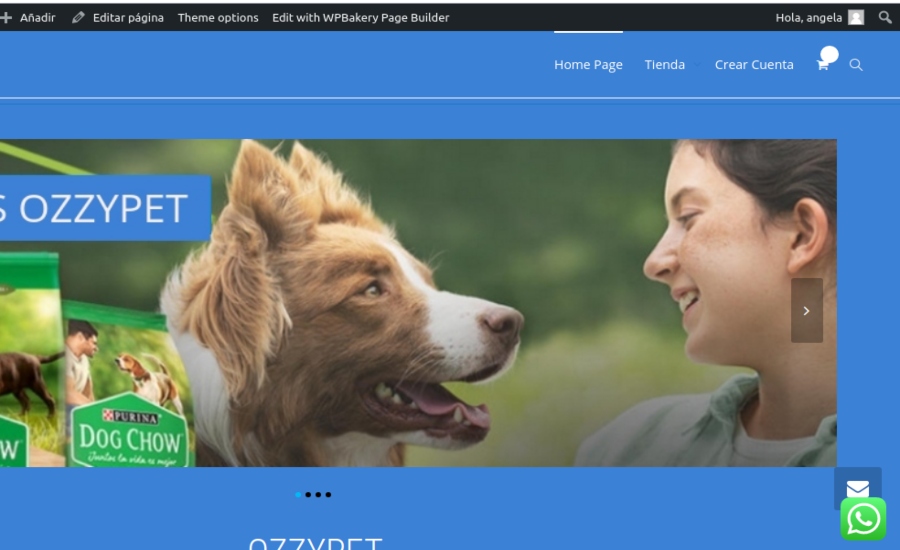 Añadir Editar página Theme options Edit with WPBakery Page Builder Hola, angela
Home Page Tienda Crear Cuenta
S OZZYPET
PURINA
DOG CHOW
Juntos la vida es mejor
W
OZZYPET